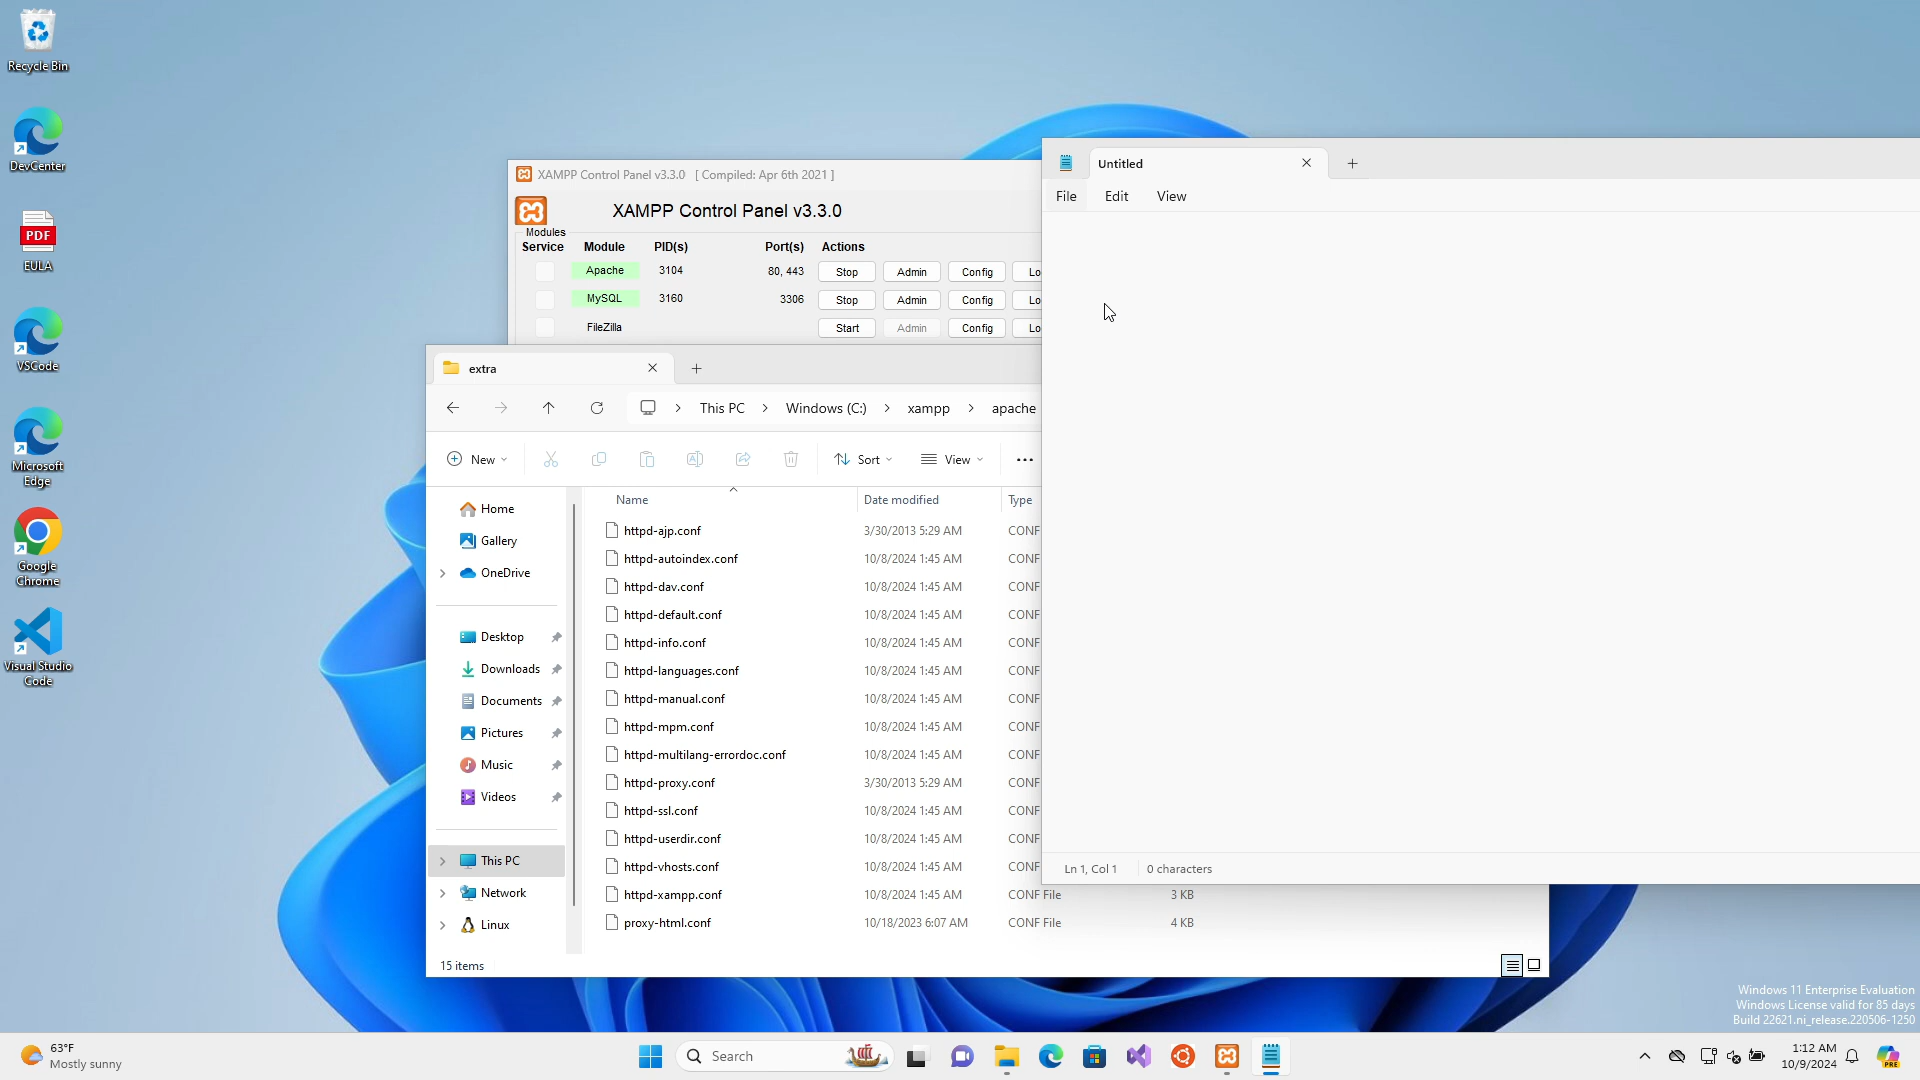 Recycle Bin
DevCenter
PDF
EULA
VSCode
Microsoft
Edge
Google
Chrome
Visual Studio
Code
XAMPP Control Panel v3.3.0 [ Compiled: Apr 6th 2021 ]
XAMPP Control Panel v3.3.0
Modules
Service Module PID(s) Port(s) Actions
Apache 3104 80, 443 Stop Admin Config Lo
MySQL 3160 3306 Stop Admin Config Lo
FileZilla Start Admin Config Lo
extra
This PC Windows (C:) xampp apache
New Sort View
Home
Gallery
OneDrive
Desktop
Downloads
Documents
Pictures
Music
Videos
This PC
Network
Linux
Name Date modified Type
httpd-ajp.conf 3/30/2013 5:29 AM CONF
httpd-autoindex.conf 10/8/2024 1:45 AM CONF
httpd-dav.conf 10/8/2024 1:45 AM CONF
httpd-default.conf 10/8/2024 1:45 AM CONF
httpd-info.conf 10/8/2024 1:45 AM CONF
httpd-languages.conf 10/8/2024 1:45 AM CONF
httpd-manual.conf 10/8/2024 1:45 AM CONF
httpd-mpm.conf 10/8/2024 1:45 AM CONF
httpd-multilang-errordoc.conf 10/8/2024 1:45 AM CONF
httpd-proxy.conf 3/30/2013 5:29 AM CONF
httpd-ssl.conf 10/8/2024 1:45 AM CONF
httpd-userdir.conf 10/8/2024 1:45 AM CONF
httpd-vhosts.conf 10/8/2024 1:45 AM CONF
httpd-xampp.conf 10/8/2024 1:45 AM CONF File 3 KB
proxy-html.conf 10/18/2023 6:07 AM CONF File 4 KB
15 items
Untitled
File Edit View
Ln 1, Col 1 0 characters
Windows 11 Enterprise Evaluation
Windows License valid for 85 days
Build 22621.ni_release.220506-1250
63°F
Mostly sunny
Search
1:12 AM
10/9/2024
PRE